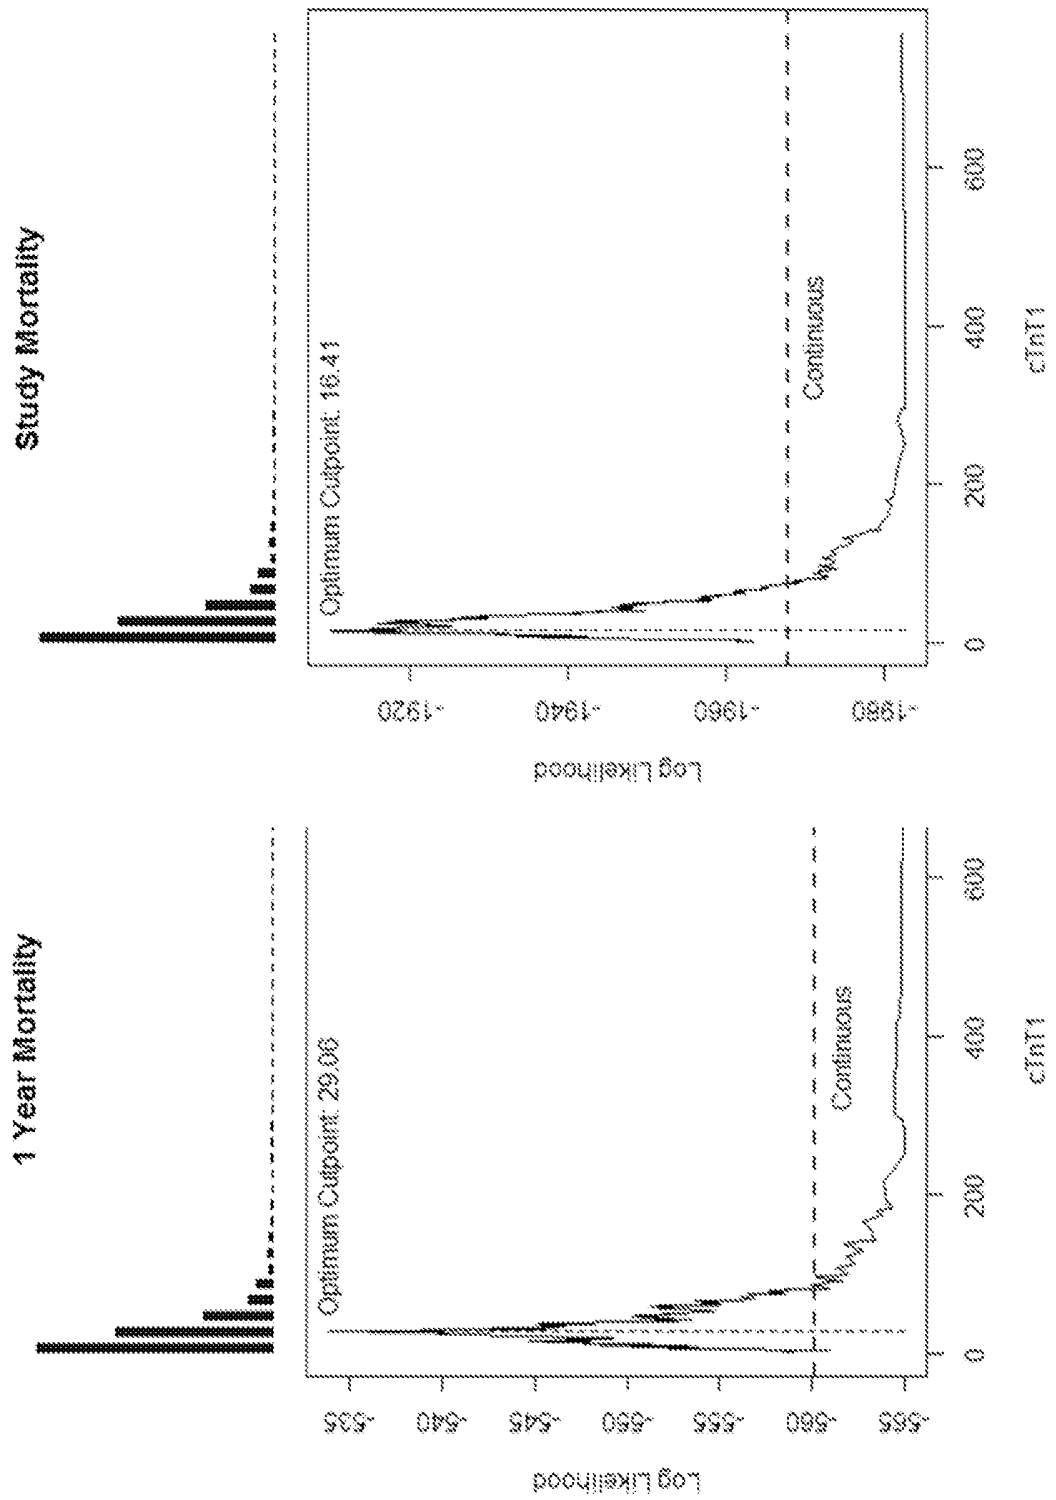 1 Year Mortality
Optimum Cutpoint: 29.06
Continuous
Log Likelihood
-535
-540
-545
-550
-555
-560
-565
0
200
400
600
cTnT1
Study Mortality
Optimum Cutpoint: 16.41
Continuous
Log Likelihood
-1920
-1940
-1960
-1980
0
200
400
600
cTnT1